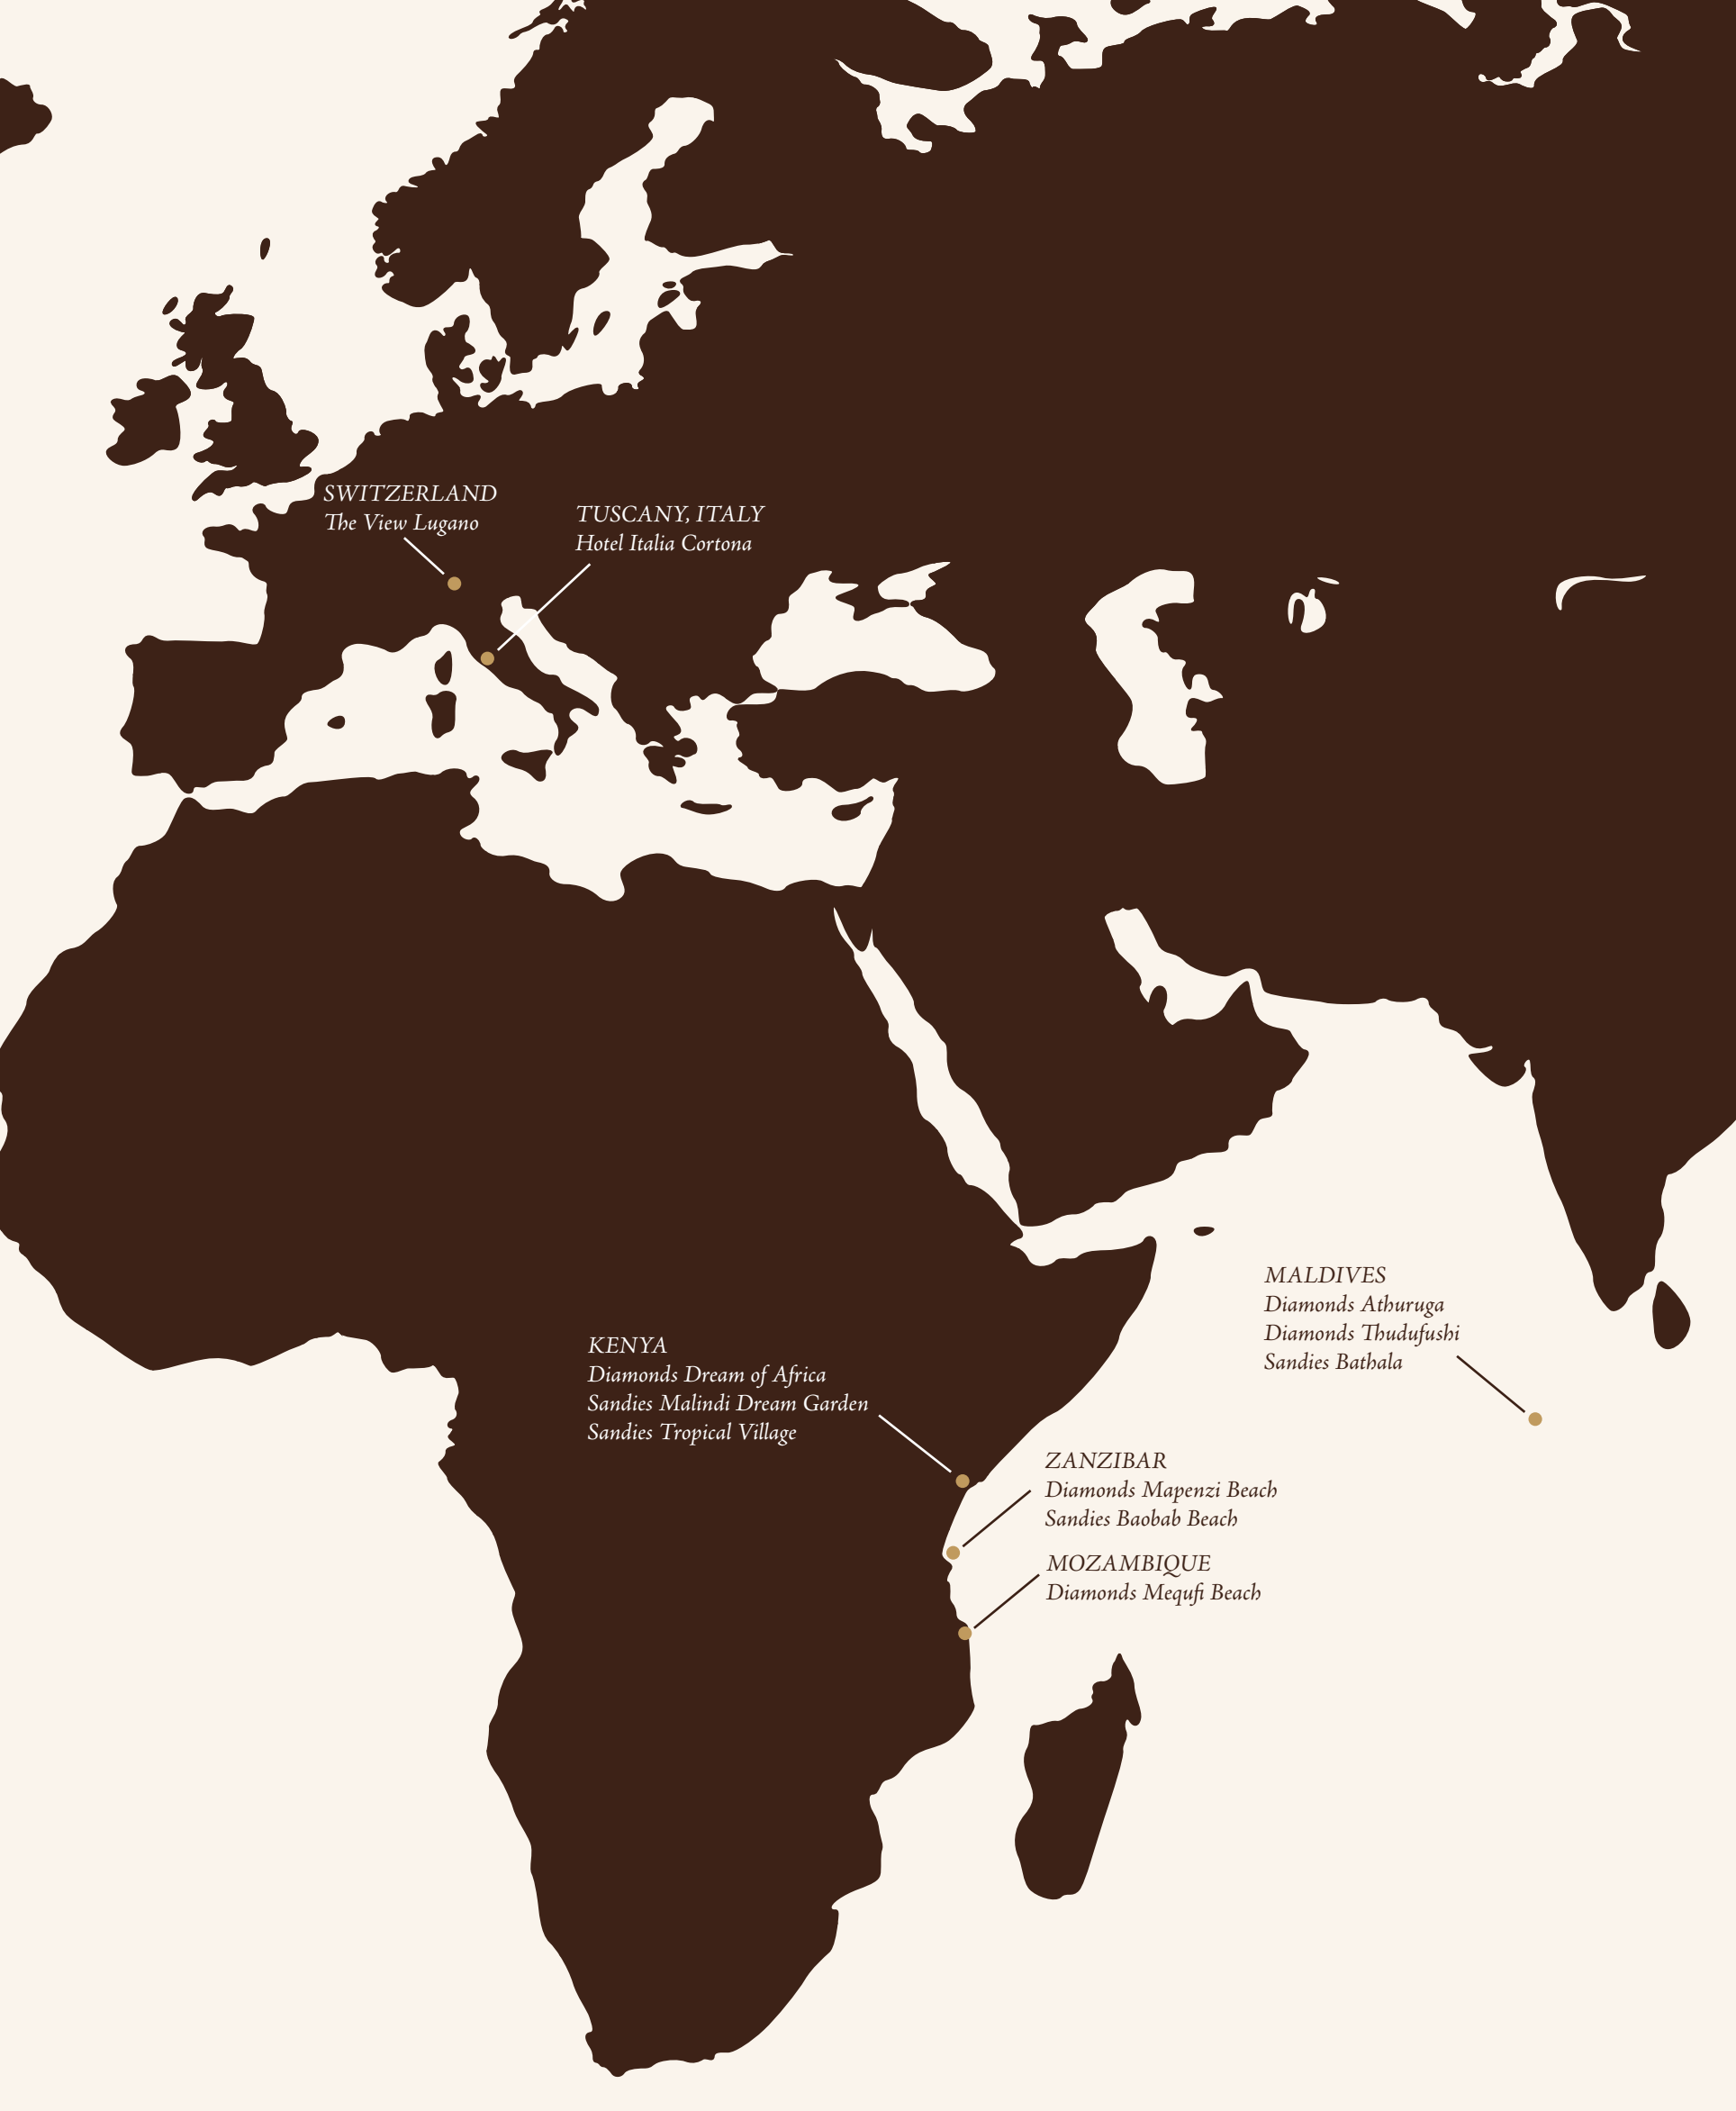 SWITZERLAND
The View Lugano
TUSCANY, ITALY
Hotel Italia Cortona
MALDIVES
Diamonds Athuruga
Diamonds Thudufushi
Sandies Bathala
KENYA
Diamonds Dream of Africa
Sandies Malindi Dream Garden
Sandies Tropical Village
ZANZIBAR
Diamonds Mapenzi Beach
Sandies Baobab Beach
MOZAMBIQUE
Diamonds Mequfi Beach